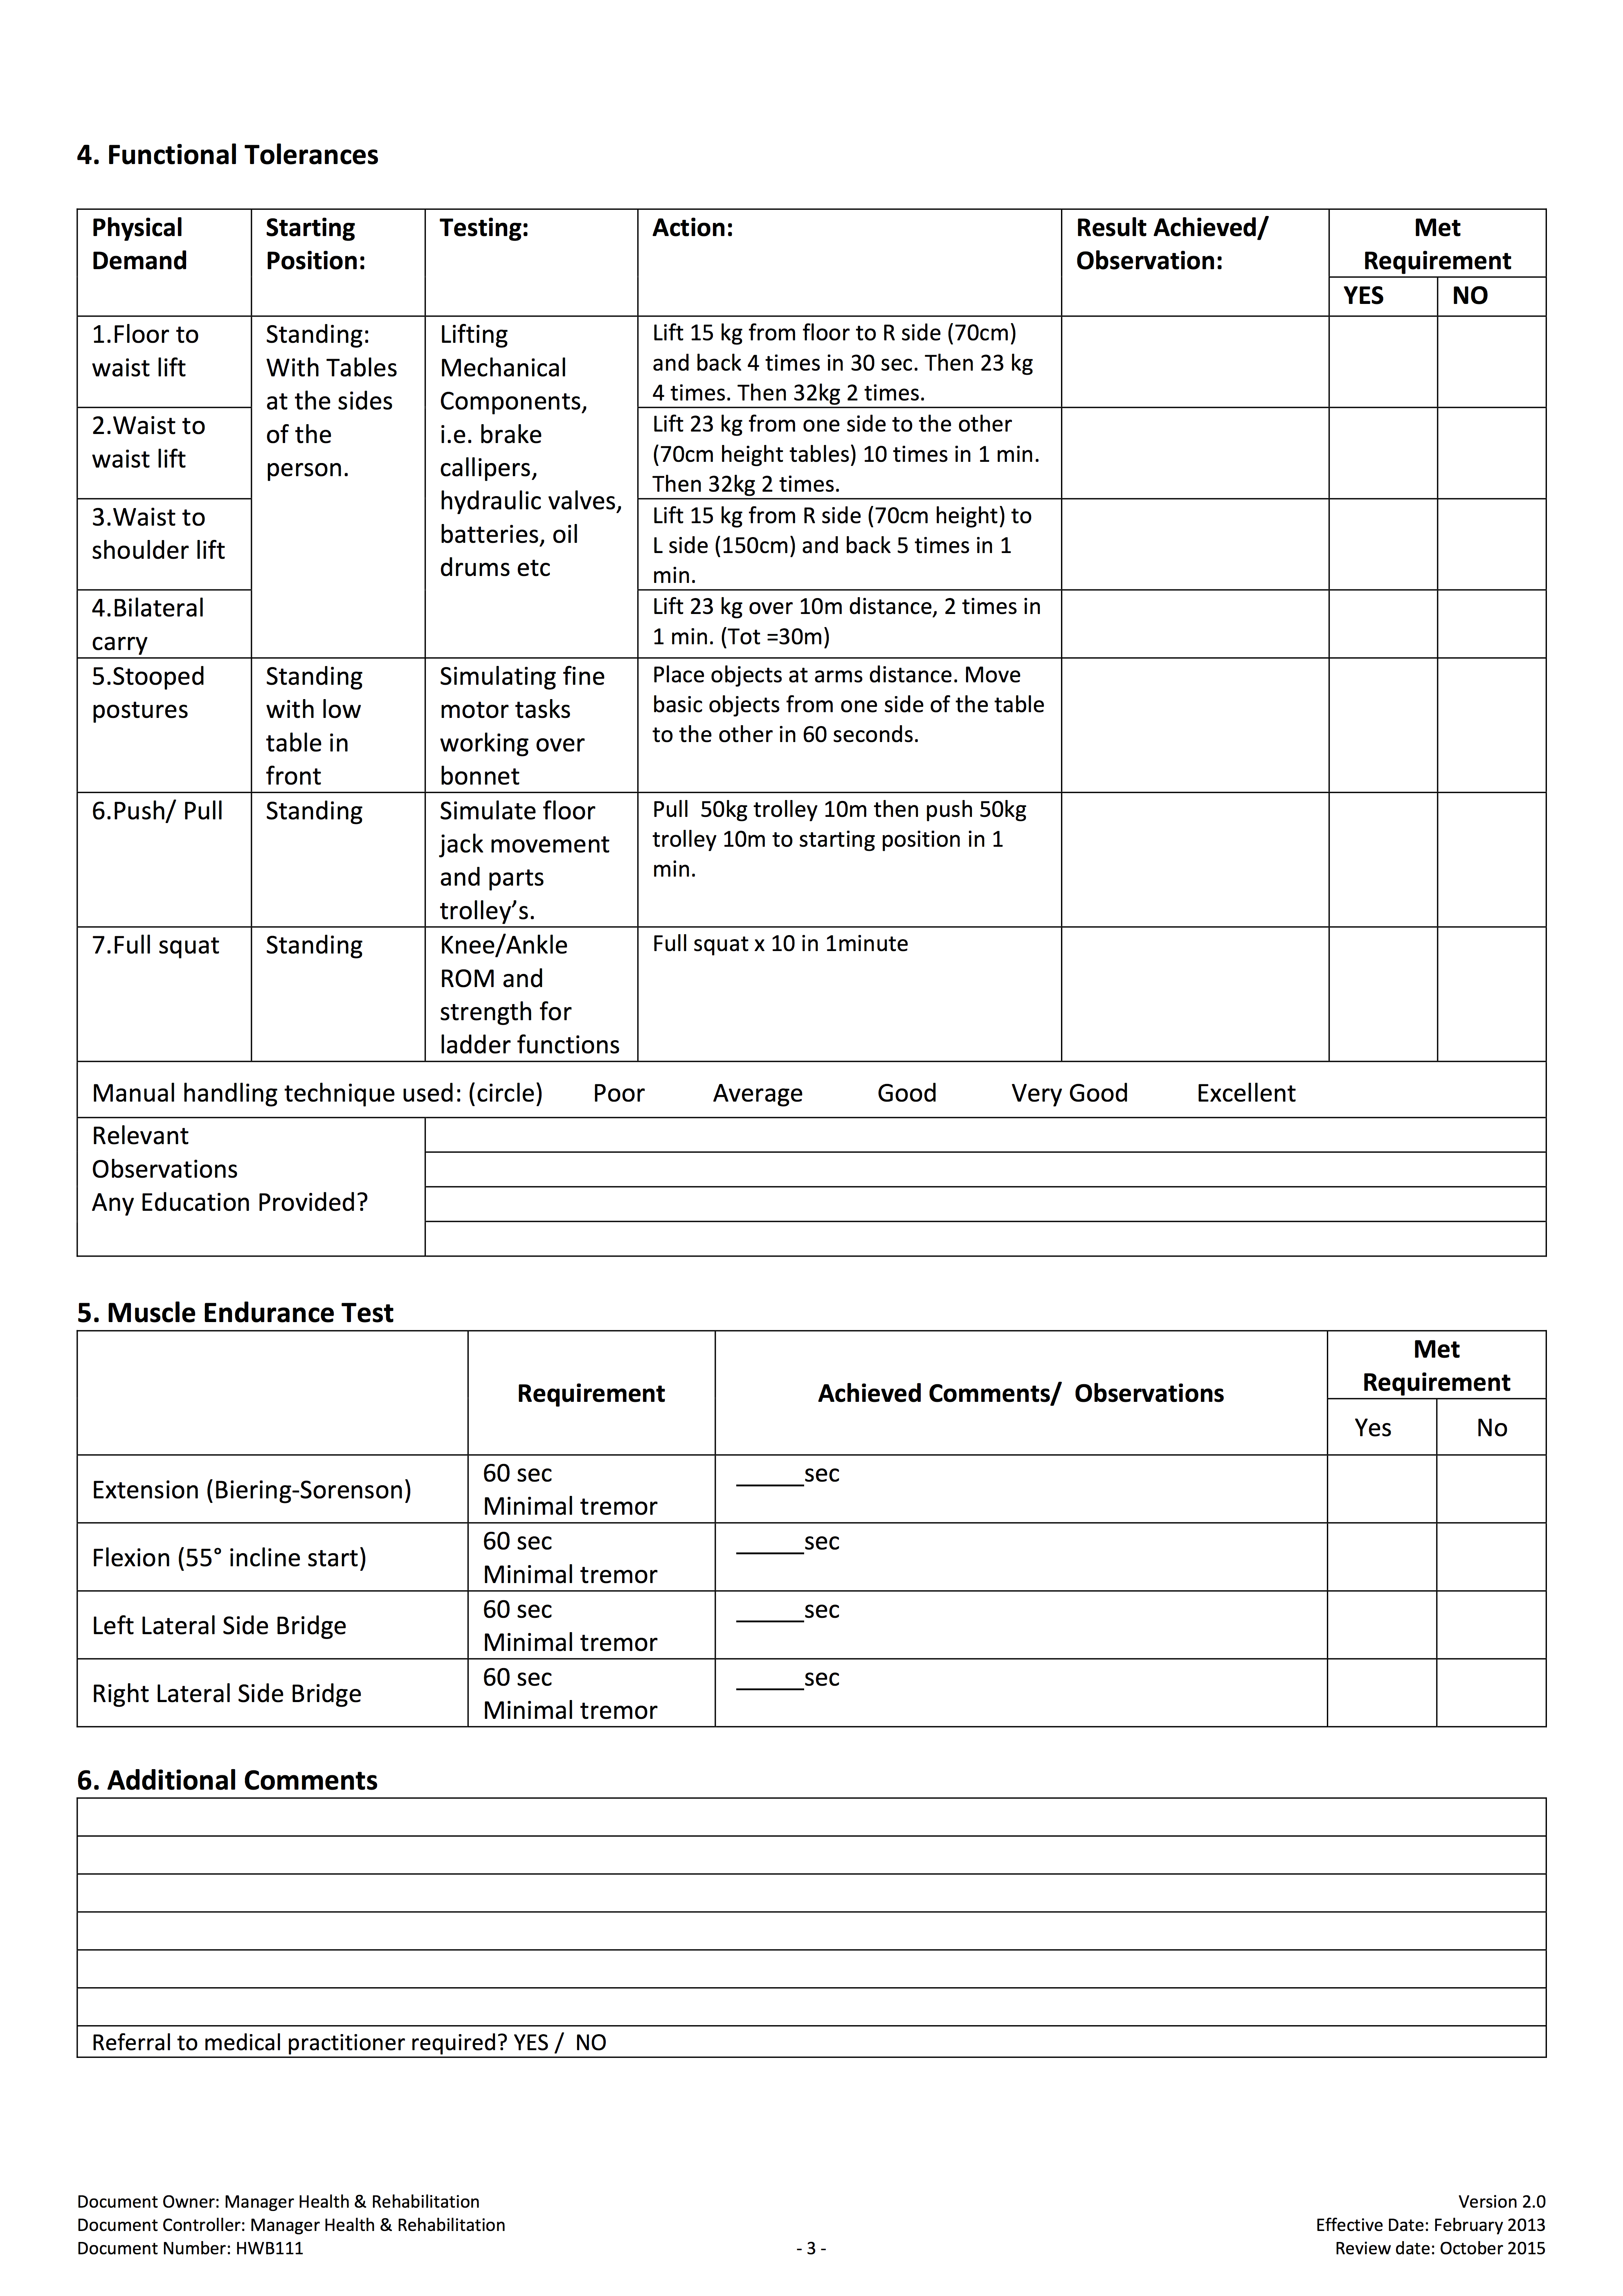 4. Functional Tolerances
Physical
Demand
Starting
Position:
Testing:
Action:
Result Achieved/
Observation:
Met
Requirement
YES
NO
1.Floor to
waist lift
Standing:
With Tables
at the sides
of the
person.
Lifting
Mechanical
Components,
i.e. brake
callipers,
hydraulic valves,
batteries, oil
drums etc
Lift 15 kg from floor to R side (70cm)
and back 4 times in 30 sec. Then 23 kg
4 times. Then 32kg 2 times.
2.Waist to
waist lift
Lift 23 kg from one side to the other
(70cm height tables) 10 times in 1 min.
Then 32kg 2 times.
3.Waist to
shoulder lift
Lift 15 kg from R side (70cm height) to
L side (150cm) and back 5 times in 1
min.
4.Bilateral
carry
Lift 23 kg over 10m distance, 2 times in
1 min. (Tot =30m)
5.Stooped
postures
Standing
with low
table in
front
Simulating fine
motor tasks
working over
bonnet
Place objects at arms distance. Move
basic objects from one side of the table
to the other in 60 seconds.
6.Push/ Pull
Standing
Simulate floor
jack movement
and parts
trolley’s.
Pull  50kg trolley 10m then push 50kg
trolley 10m to starting position in 1
min.
7.Full squat
Standing
Knee/Ankle
ROM and
strength for
ladder functions
Full squat x 10 in 1minute
Manual handling technique used: (circle) Poor Average Good Very Good Excellent
Relevant
Observations
Any Education Provided?
5. Muscle Endurance Test
Requirement
Achieved Comments/  Observations
Met
Requirement
Yes
No
Extension (Biering-Sorenson)
60 sec
Minimal tremor
______sec
Flexion (55° incline start)
60 sec
Minimal tremor
______sec
Left Lateral Side Bridge
60 sec
Minimal tremor
______sec
Right Lateral Side Bridge
60 sec
Minimal tremor
______sec
6. Additional Comments
Referral to medical practitioner required? YES /  NO
Document Owner: Manager Health & Rehabilitation
Version 2.0
Document Controller: Manager Health & Rehabilitation
Effective Date: February 2013
Document Number: HWB111
- 3 -
Review date: October 2015